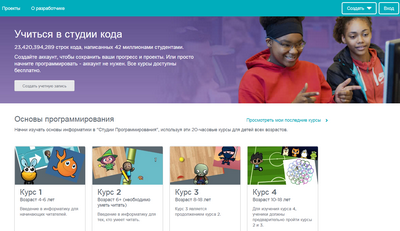 Проекты О разработчике Создать Вход
Учиться в студии кода
23,420,394,289 строк кода, написанных 42 миллионами студентами.
Создайте аккаунт, чтобы сохранить ваши прогресс и проекты. Или просто
начните программировать - аккаунт не нужен. Все курсы доступны
бесплатно.
Создать учетную запись
Основы программирования
Просмотреть мои последние курсы
Начни изучать основы информатики в "Студии Программирования", используя эти 20-часовые курсы для детей всех возрастов.
Курс 1
Возраст 4-6 лет
Введение в информатику для
начинающих читателей.
Курс 2
Возраст 6+ (необходимо
уметь читать)
Введение в информатику для
тех, кто умеет читать.
Курс 3
Возраст 8-18 лет
Курс 3 является
продолжением курса 2.
Курс 4
Возраст 10-18 лет
Для изучения курса 4,
ученики должны
предварительно пройти курсы
2 и 3.